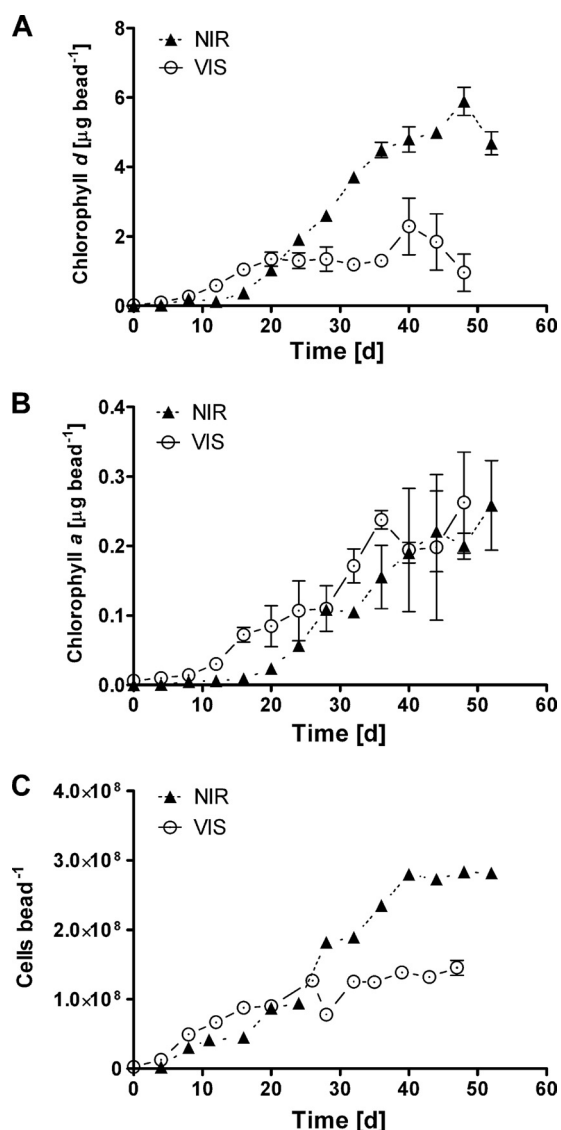 A
NIR
VIS
Chlorophyll d [µg bead⁻¹]
8
6
4
2
0
0 10 20 30 40 50 60
Time [d]
B
NIR
VIS
Chlorophyll a [µg bead⁻¹]
0.4
0.3
0.2
0.1
0.0
0 10 20 30 40 50 60
Time [d]
C
NIR
VIS
Cells bead⁻¹
4.0×10⁸
3.0×10⁸
2.0×10⁸
1.0×10⁸
0
0 10 20 30 40 50 60
Time [d]